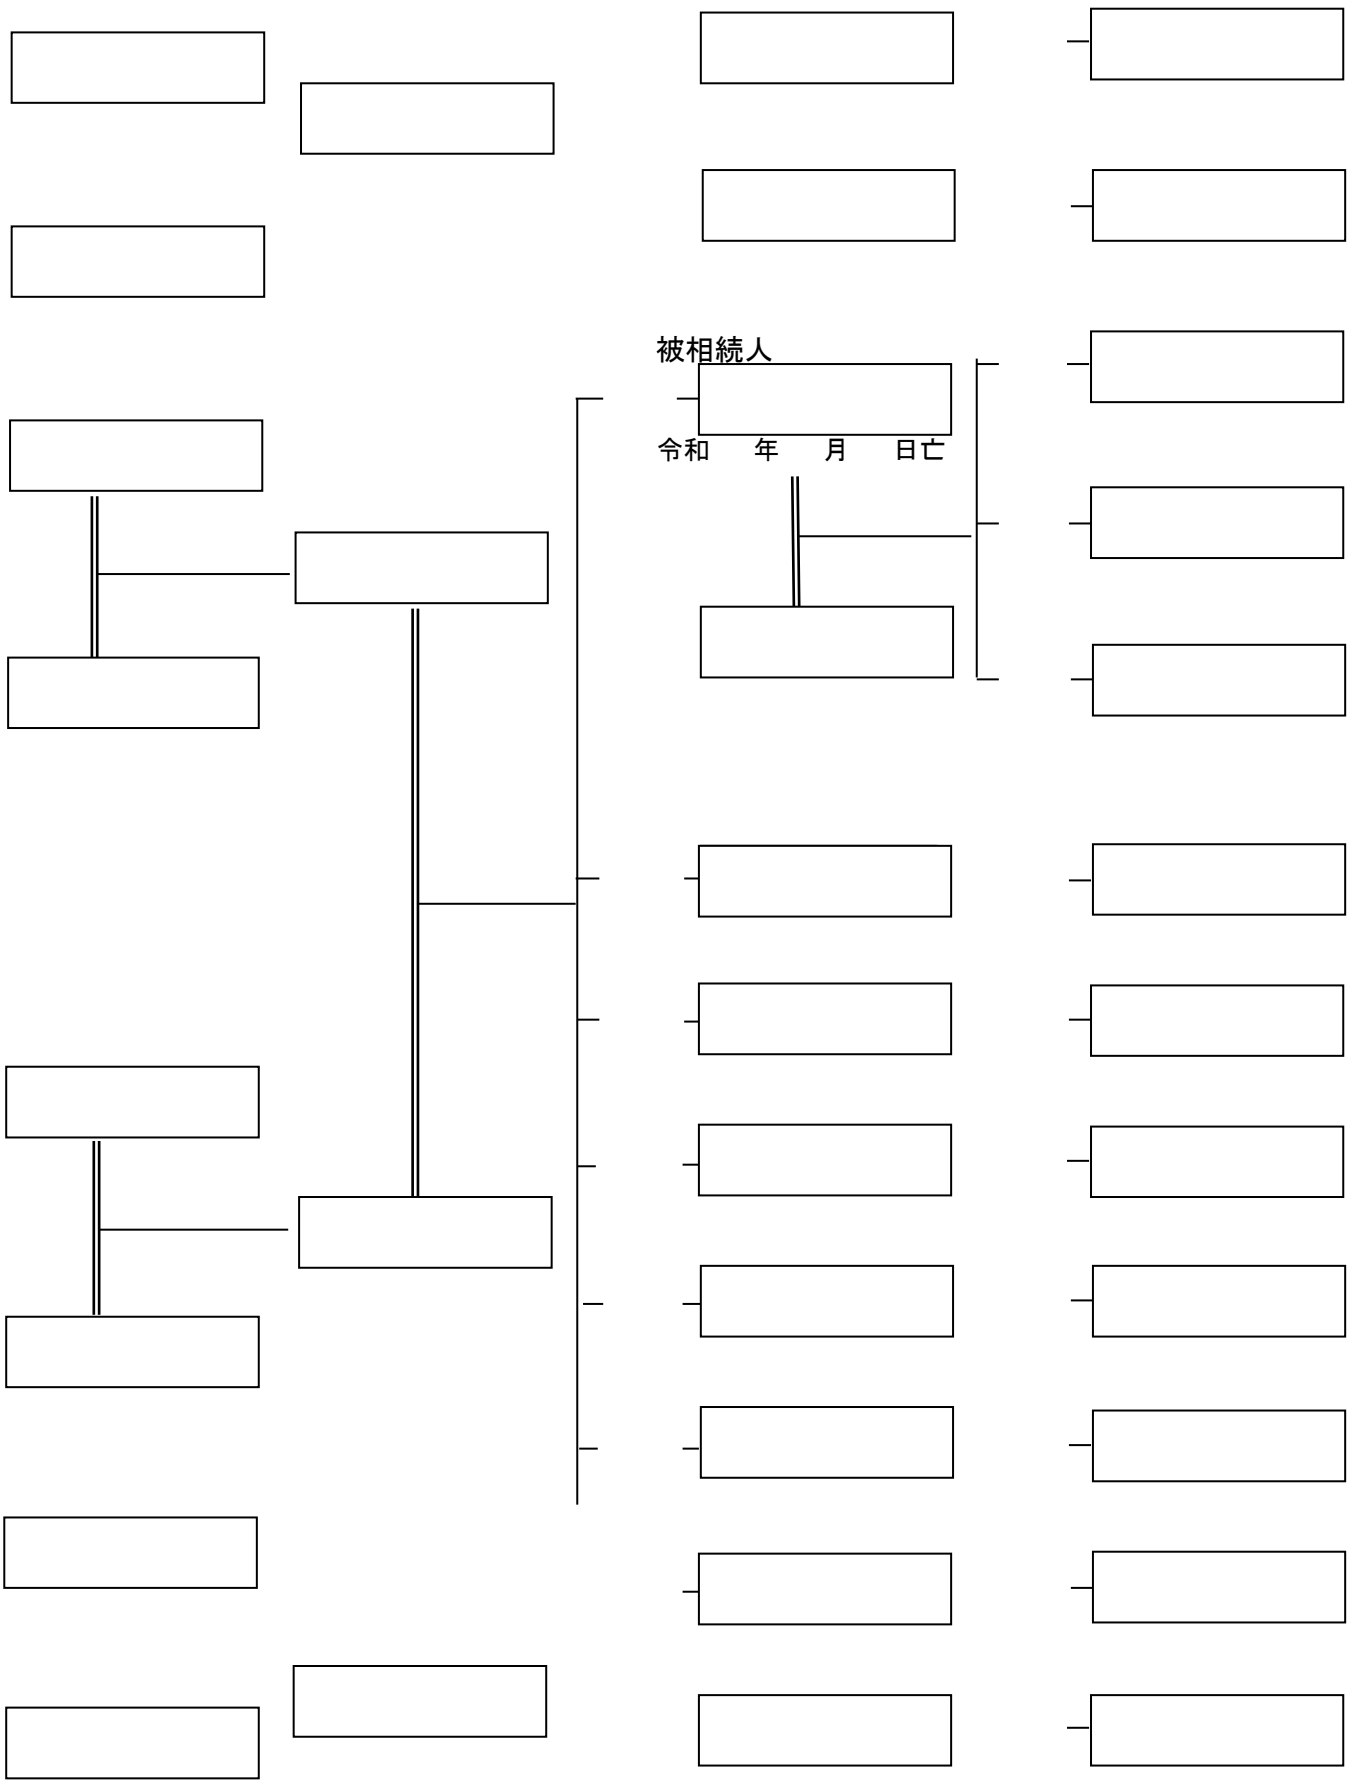 被相続人
令和　　年　　月　　日亡